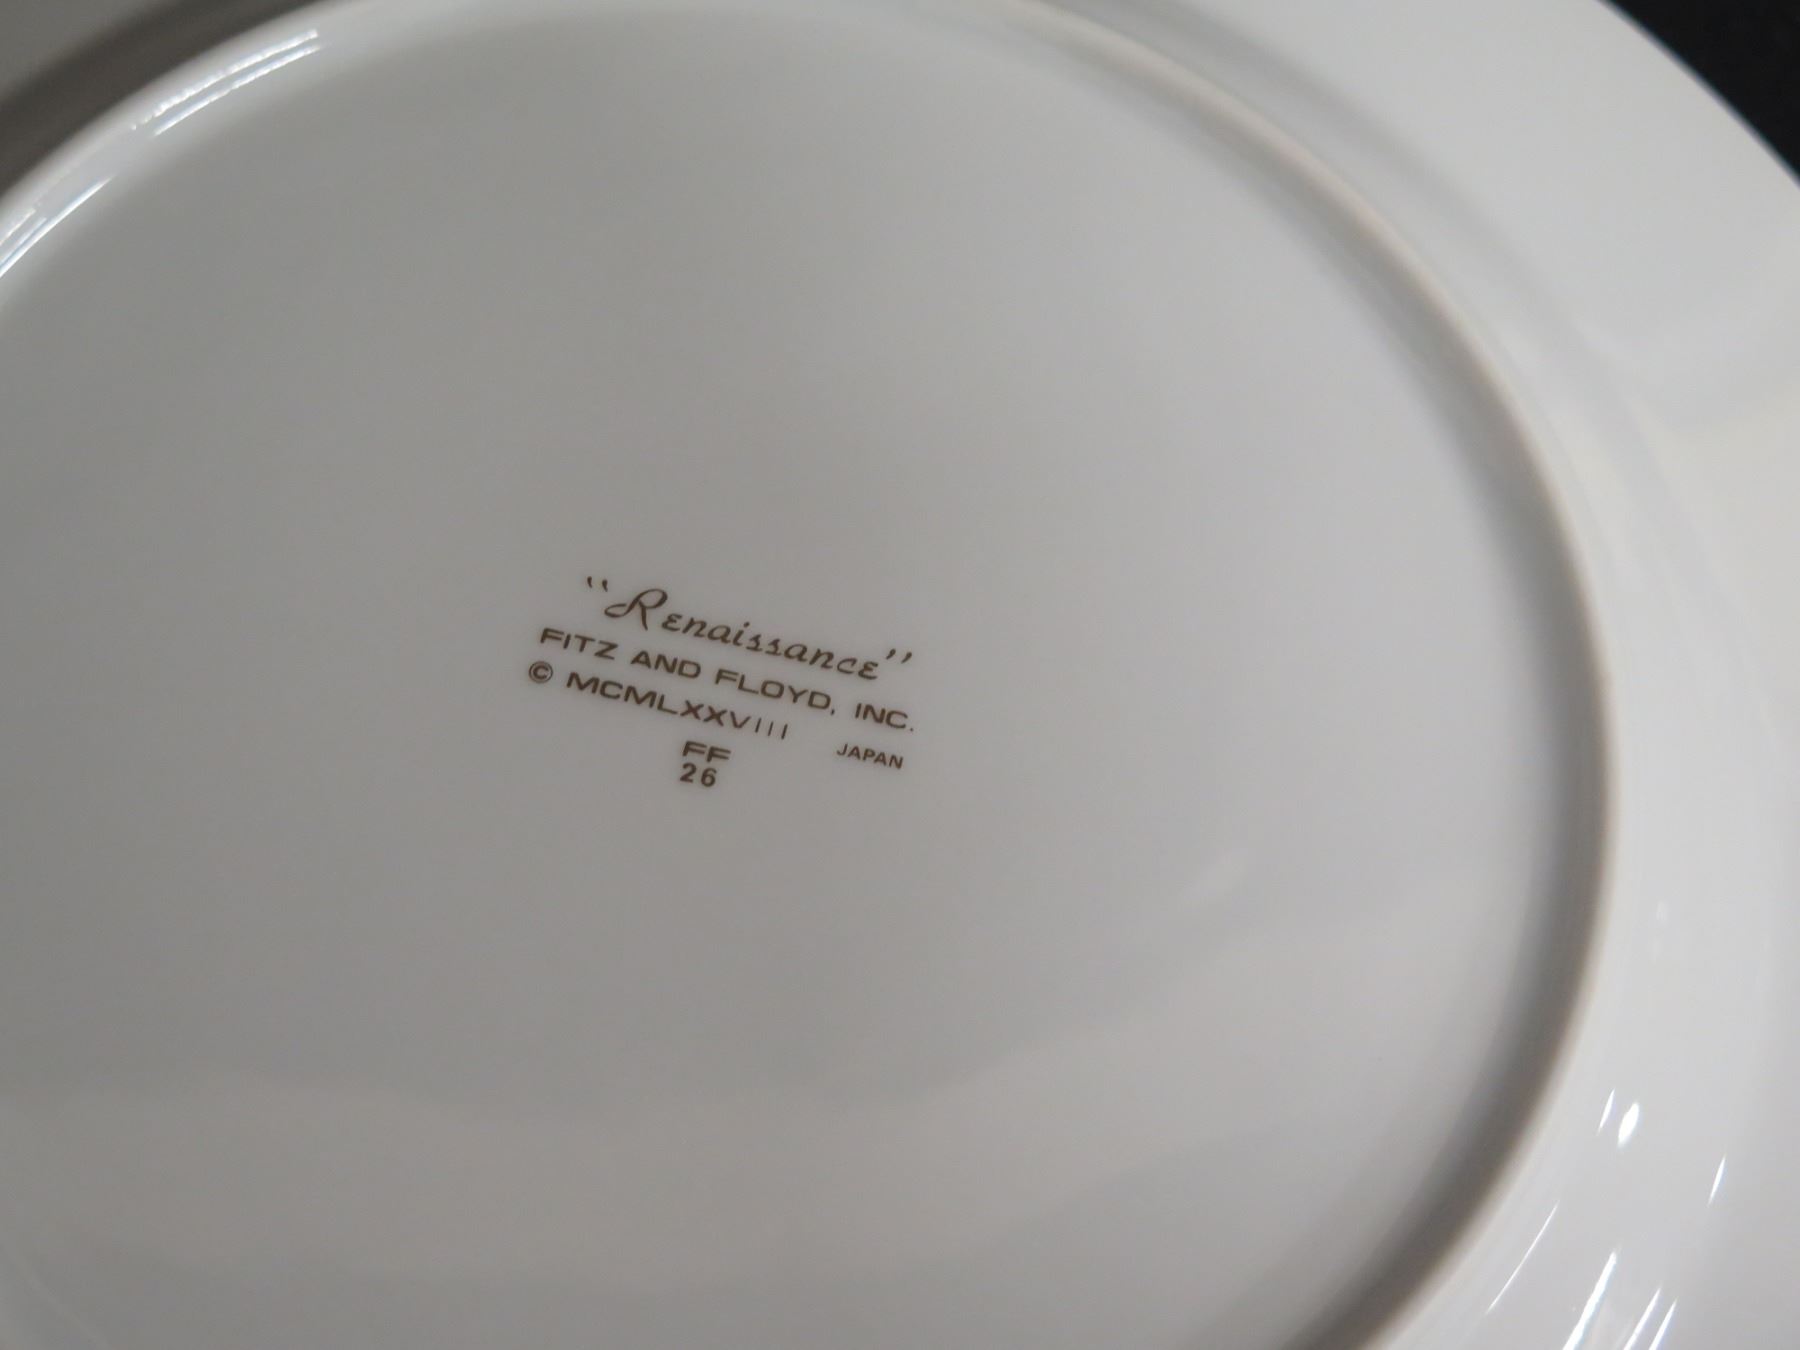 "Renaissance"
FITZ AND FLOYD, INC.
© MCMLXXVIII JAPAN
FF
26